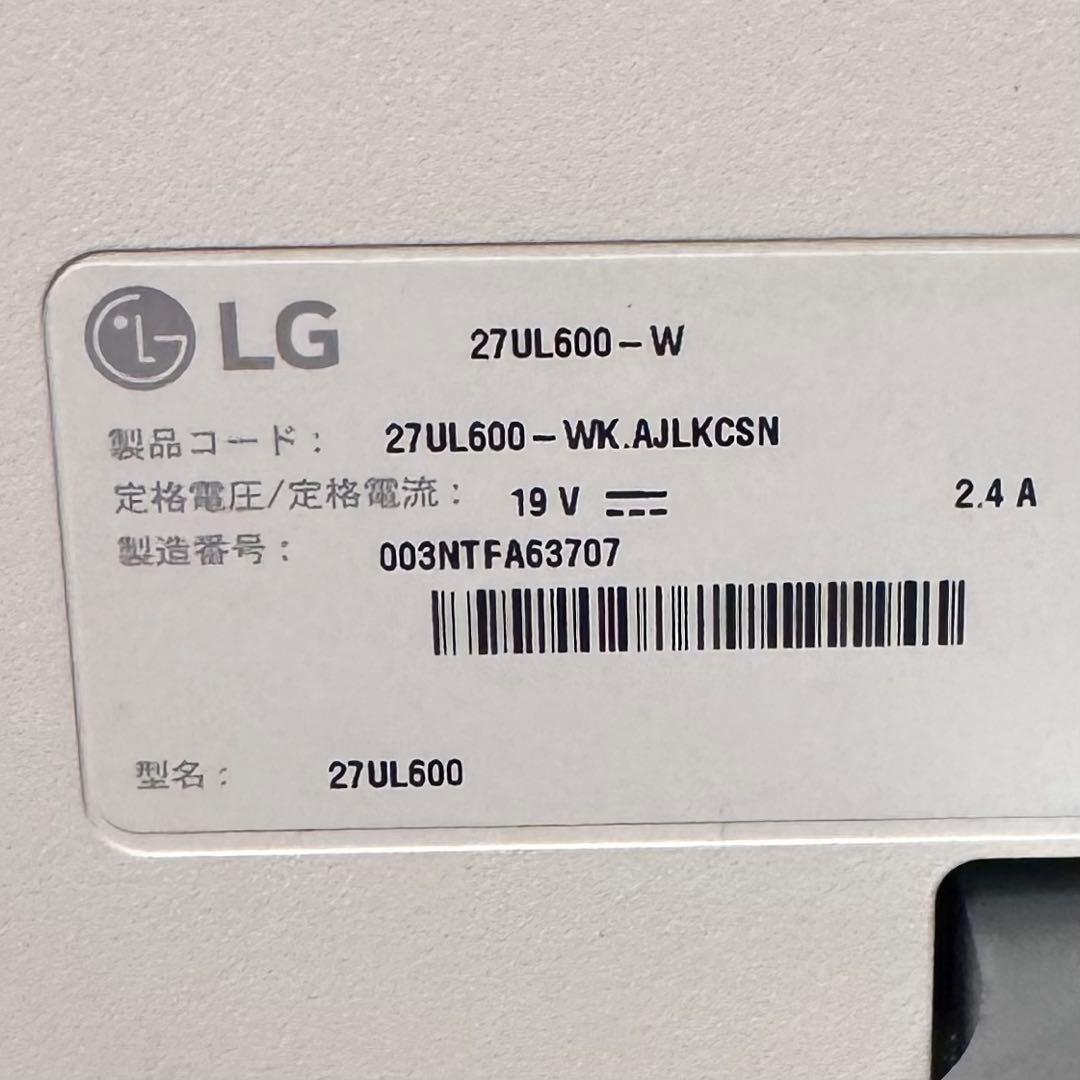 LG 27UL600-W
製品コード: 27UL600-WK.AJLKCSN
定格電圧/定格電流: 19 V ⎓ 2.4 A
製造番号: 003NTFA63707
型名: 27UL600